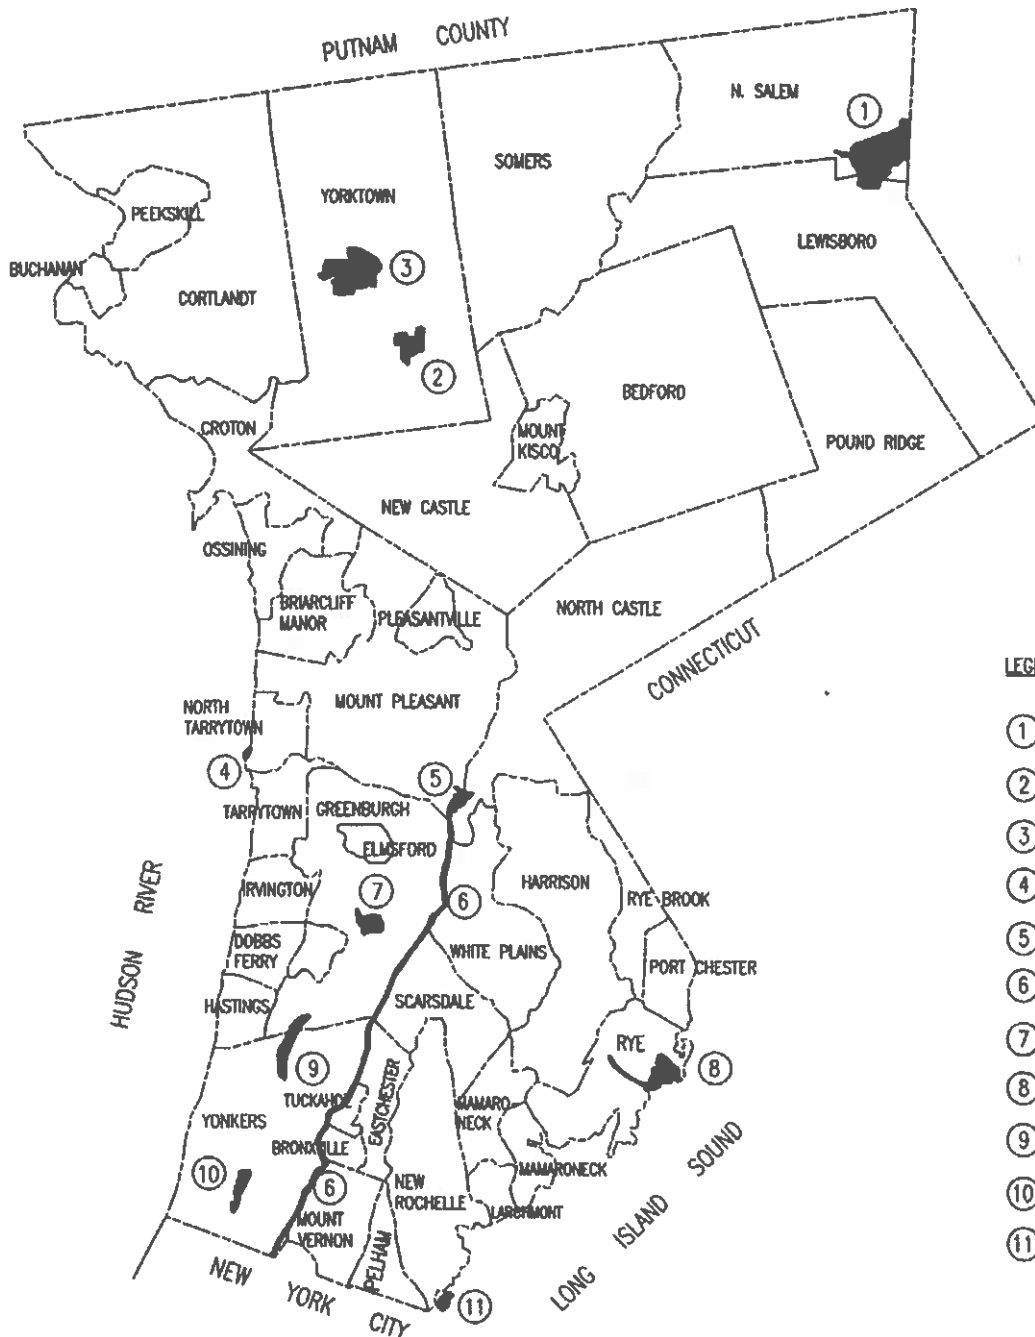 PUTNAM COUNTY
N. SALEM
1
SOMERS
YORKTOWN
PEEKSKILL
LEWISBORO
BUCHANAN
3
CORTLANDT
2
BEDFORD
CROTON
MOUNT
KISCO
POUND RIDGE
NEW CASTLE
OSSINING
BRIARCLIFF
MANOR
PLEASANTVILLE
NORTH CASTLE
CONNECTICUT
LEG
MOUNT PLEASANT
NORTH
TARRYTOWN
1
4
5
2
TARRYTOWN
GREENBURGH
ELMSFORD
3
HARRISON
IRVINGTON
7
6
RYE BROOK
4
HUDSON RIVER
DOBBS
FERRY
WHITE PLAINS
5
PORT CHESTER
HASTINGS
SCARSDALE
6
RYE
7
9
8
8
TUCKAHOE
EASTCHESTER
MAMARO
NECK
YONKERS
9
BRONXVILLE
MAMARONECK
10
6
NEW
ROCHELLE
10
LARCHMONT
MOUNT
VERNON
11
PELHAM
LONG ISLAND SOUND
NEW YORK CITY
11